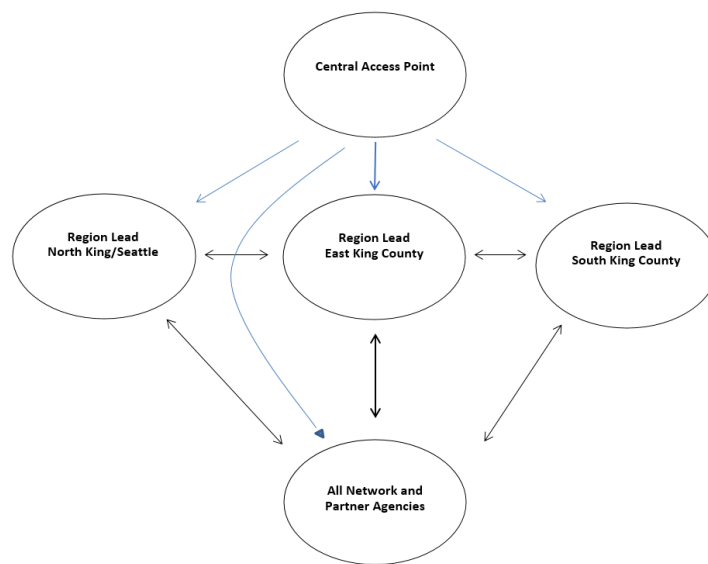 Central Access Point
Region Lead
North King/Seattle
Region Lead
East King County
Region Lead
South King County
All Network and
Partner Agencies